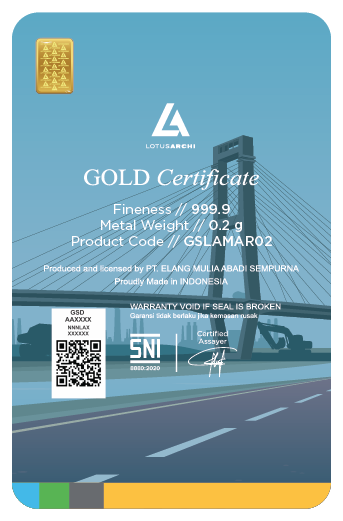 LOTUSARCHI
GOLD Certificate
Fineness // 999.9
Metal Weight // 0.2 g
Product Code // GSLAMAR02
Produced and licensed by PT. ELANG MULIA ABADI SEMPURNA
Proudly Made in INDONESIA
WARRANTY VOID IF SEAL IS BROKEN
Garansi tidak berlaku jika kemasan rusak
GSD
AAXXXX
NNNLAX
XXXXXX
SNI
8880:2020
Certified
Assayer